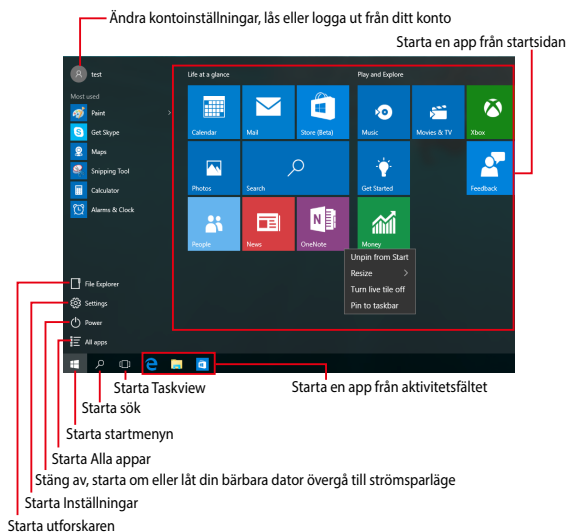 Ändra kontoinställningar, lås eller logga ut från ditt konto
Starta en app från startsidan
test
Most used
Paint
Get Skype
Maps
Snipping Tool
Calculator
Alarms & Clock
File Explorer
Settings
Power
All apps
Life at a glance
Play and Explore
Calendar
Mail
Store (Beta)
Music
Movies & TV
Xbox
Photos
Search
Get Started
Feedback
People
News
N
OneNote
Money
Unpin from Start
Resize
Turn live tile off
Pin to taskbar
Starta Taskview
Starta en app från aktivitetsfältet
Starta sök
Starta startmenyn
Starta Alla appar
Stäng av, starta om eller låt din bärbara dator övergå till strömsparläge
Starta Inställningar
Starta utforskaren